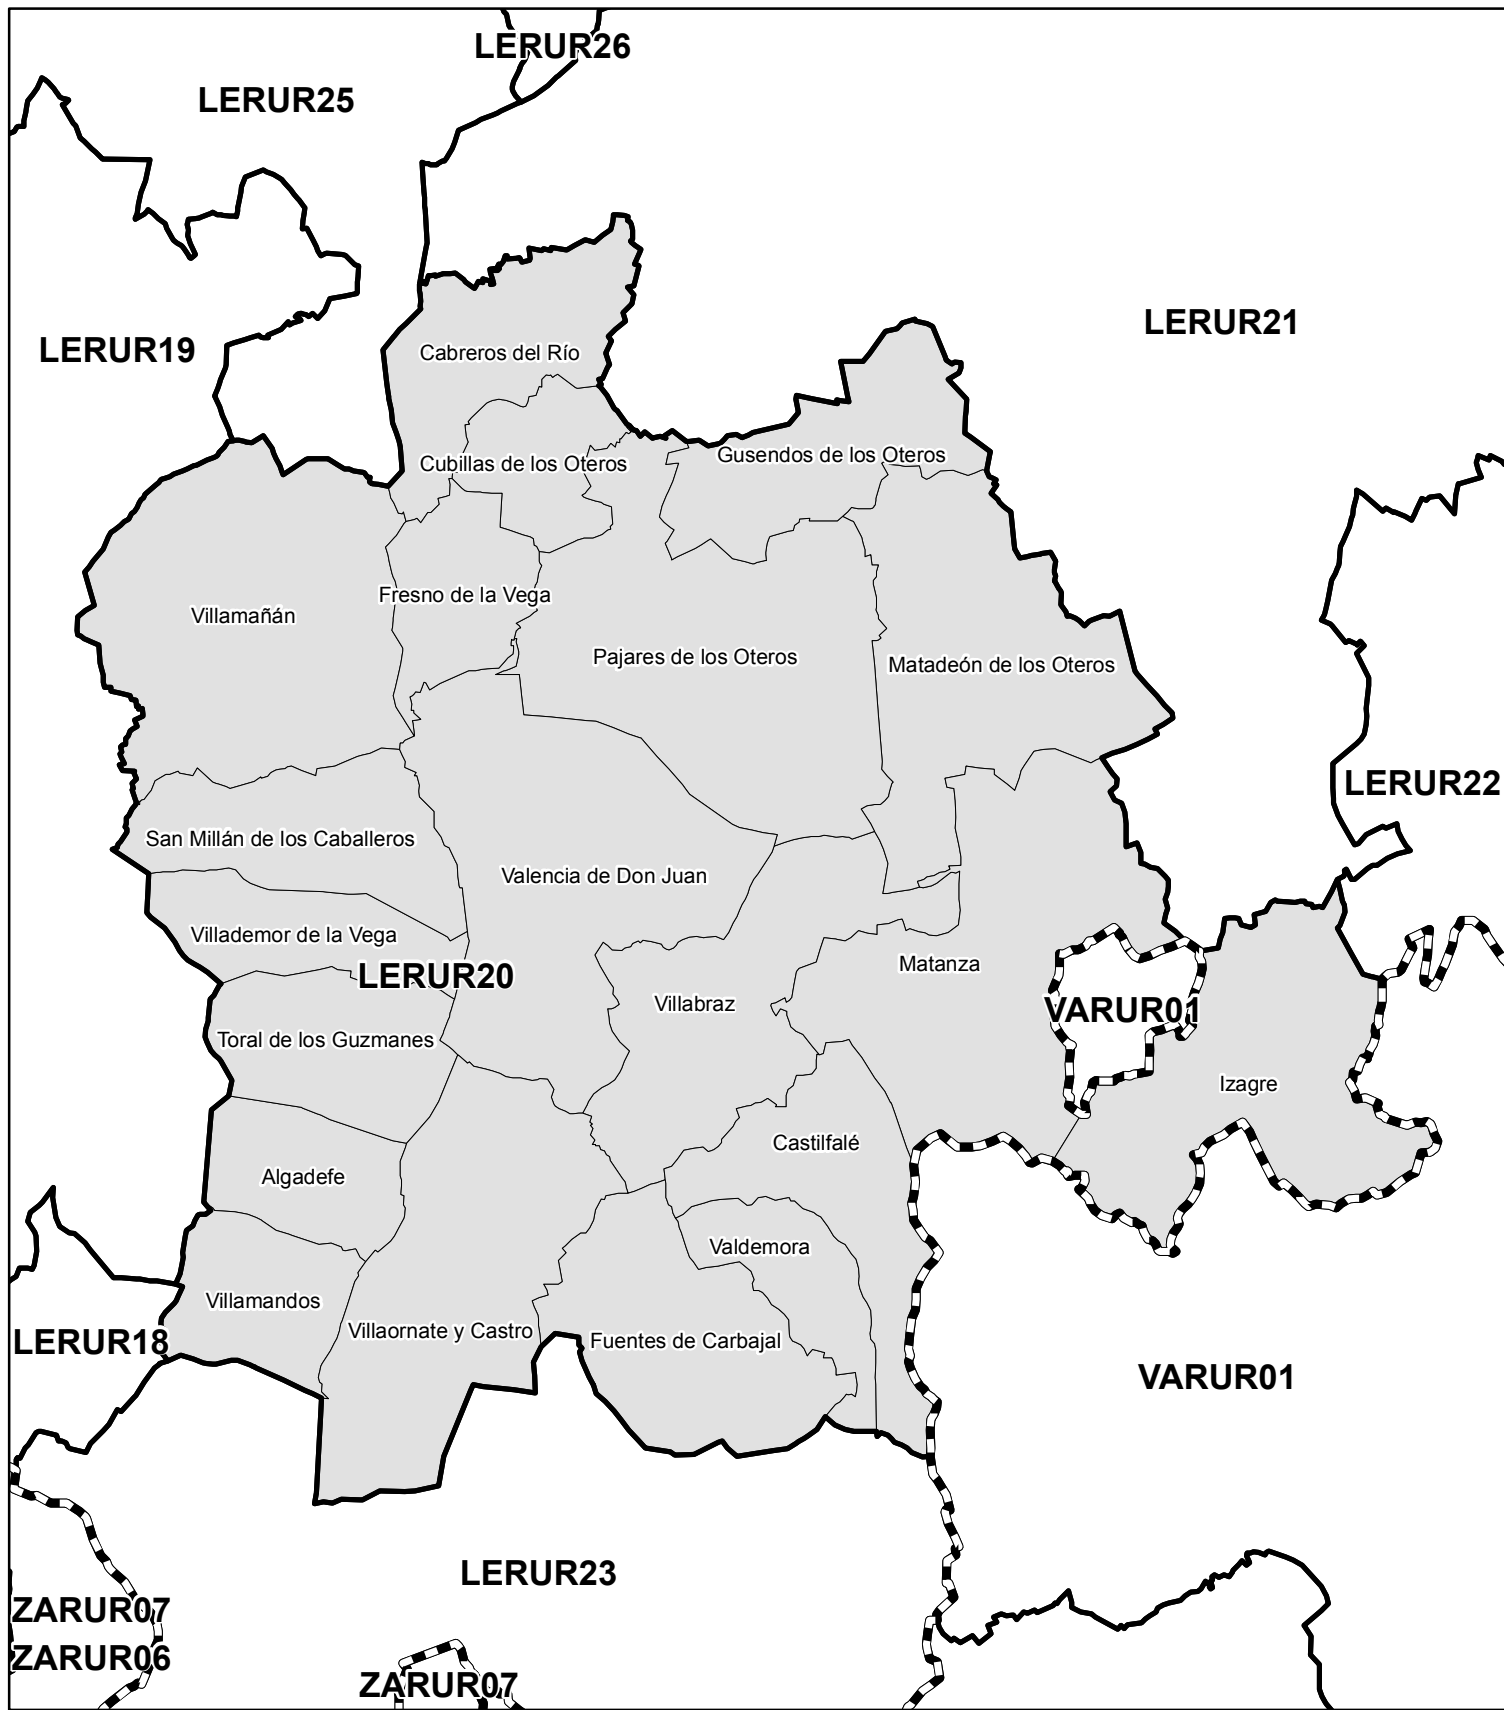 LERUR26
LERUR25
LERUR21
LERUR19
Cabreros del Río
Gusendos de los Oteros
Cubillas de los Oteros
Fresno de la Vega
Villamañán
Pajares de los Oteros
Matadeón de los Oteros
LERUR22
San Millán de los Caballeros
Valencia de Don Juan
Villademor de la Vega
Matanza
LERUR20
Villabraz
VARUR01
Toral de los Guzmanes
Izagre
Castilfalé
Algadefe
Valdemora
Villamandos
Villaornate y Castro
LERUR18
Fuentes de Carbajal
VARUR01
LERUR23
ZARUR07
ZARUR06
ZARUR07